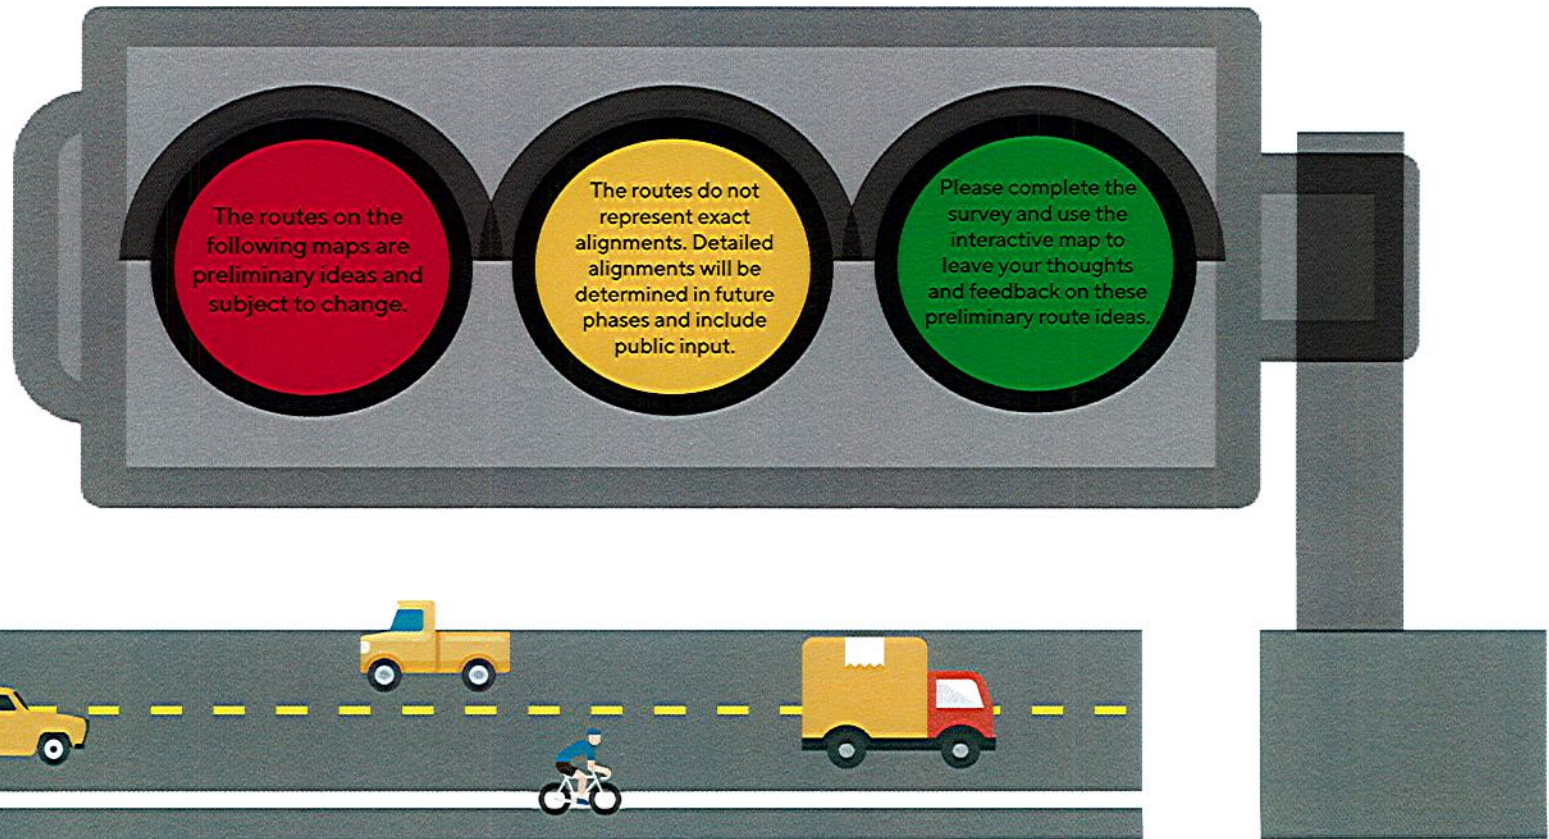 The routes on the
following maps are
preliminary ideas and
subject to change.
The routes do not
represent exact
alignments. Detailed
alignments will be
determined in future
phases and include
public input.
Please complete the
survey and use the
interactive map to
leave your thoughts
and feedback on these
preliminary route ideas.